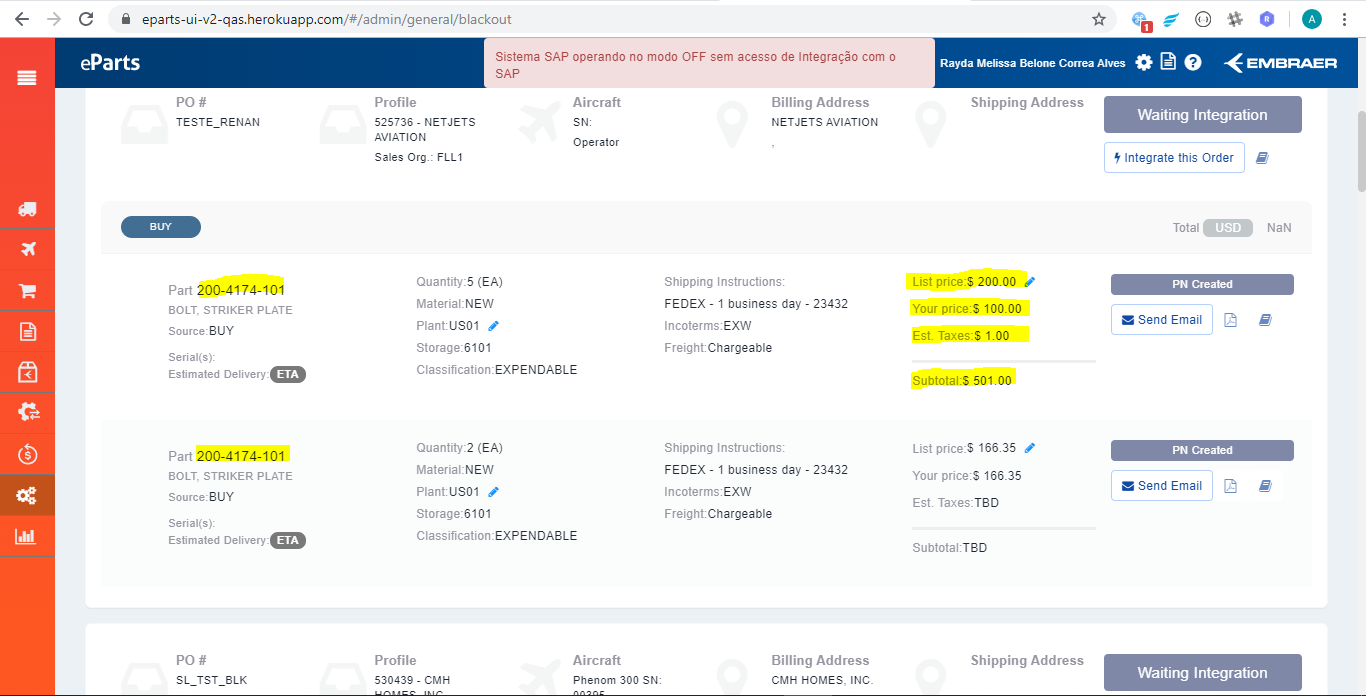 eparts-ui-v2-qas.herokuapp.com/#/admin/general/blackout
1
R
A
eParts
Sistema SAP operando no modo OFF sem acesso de Integração com o
SAP
Rayda Melissa Belone Correa Alves
?
EMBRAER
PO #
TESTE_RENAN
Profile
525736 - NETJETS
AVIATION
Sales Org.: FLL1
Aircraft
SN:
Operator
Billing Address
NETJETS AVIATION
,
Shipping Address
Waiting Integration
Integrate this Order
BUY
Total USD NaN
Part 200-4174-101
BOLT, STRIKER PLATE
Source:BUY
Serial(s):
Estimated Delivery: ETA
Quantity:5 (EA)
Material:NEW
Plant:US01
Storage:6101
Classification:EXPENDABLE
Shipping Instructions:
FEDEX - 1 business day - 23432
Incoterms:EXW
Freight:Chargeable
List price:$ 200.00
Your price:$ 100.00
Est. Taxes:$ 1.00
Subtotal:$ 501.00
PN Created
Send Email
Part 200-4174-101
BOLT, STRIKER PLATE
Source:BUY
Serial(s):
Estimated Delivery: ETA
Quantity:2 (EA)
Material:NEW
Plant:US01
Storage:6101
Classification:EXPENDABLE
Shipping Instructions:
FEDEX - 1 business day - 23432
Incoterms:EXW
Freight:Chargeable
List price:$ 166.35
Your price:$ 166.35
Est. Taxes:TBD
Subtotal:TBD
PN Created
Send Email
PO #
SL_TST_BLK
Profile
530439 - CMH
HOMES, INC.
Aircraft
Phenom 300 SN:
00395
Billing Address
CMH HOMES, INC.
Shipping Address
Waiting Integration